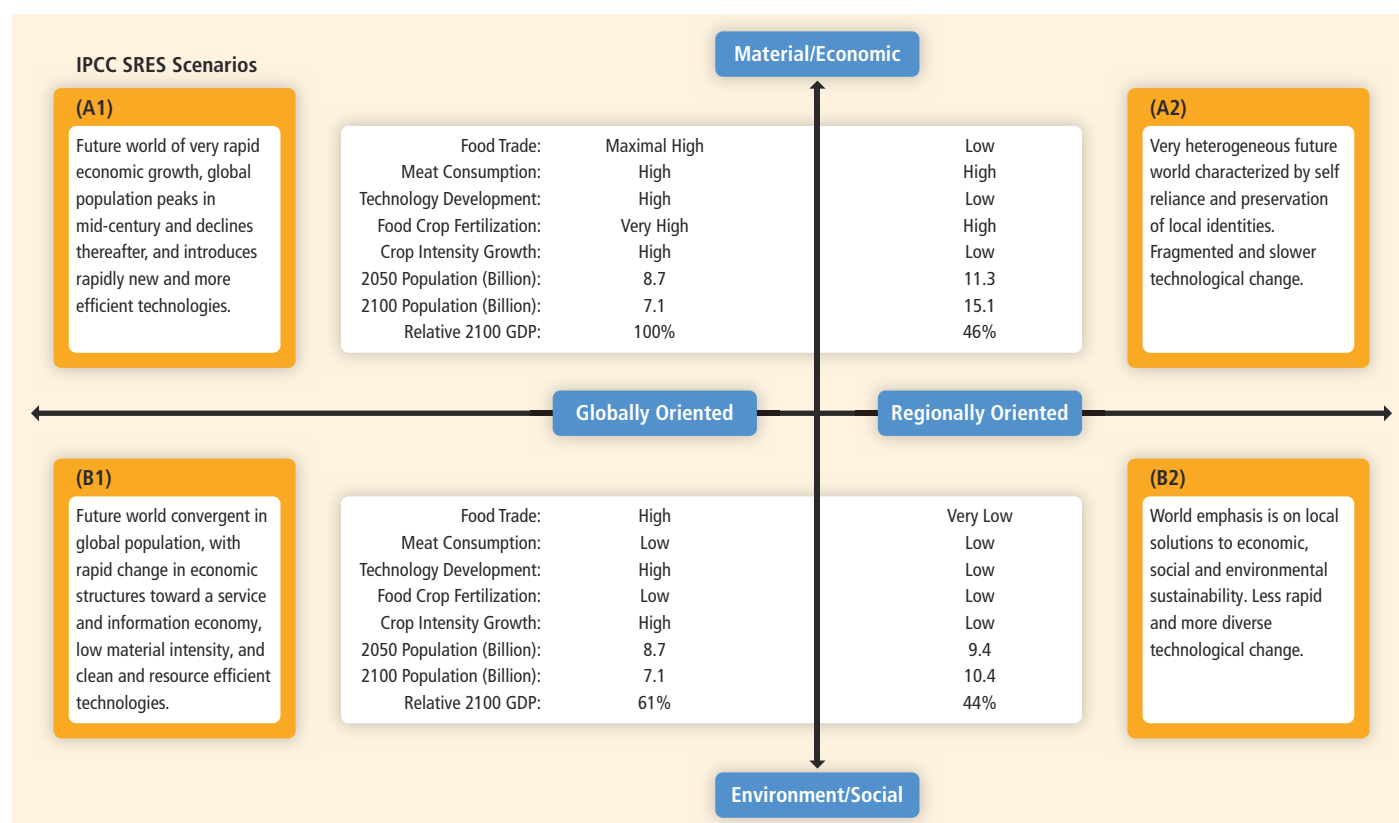 Material/Economic
IPCC SRES Scenarios
(A1)
Future world of very rapid
economic growth, global
population peaks in
mid-century and declines
thereafter, and introduces
rapidly new and more
efficient technologies.
Food Trade: Maximal High Low
Meat Consumption: High High
Technology Development: High Low
Food Crop Fertilization: Very High High
Crop Intensity Growth: High Low
2050 Population (Billion): 8.7 11.3
2100 Population (Billion): 7.1 15.1
Relative 2100 GDP: 100% 46%
(A2)
Very heterogeneous future
world characterized by self
reliance and preservation
of local identities.
Fragmented and slower
technological change.
Globally Oriented
Regionally Oriented
(B1)
Future world convergent in
global population, with
rapid change in economic
structures toward a service
and information economy,
low material intensity, and
clean and resource efficient
technologies.
Food Trade: High Very Low
Meat Consumption: Low Low
Technology Development: High Low
Food Crop Fertilization: Low Low
Crop Intensity Growth: High Low
2050 Population (Billion): 8.7 9.4
2100 Population (Billion): 7.1 10.4
Relative 2100 GDP: 61% 44%
(B2)
World emphasis is on local
solutions to economic,
social and environmental
sustainability. Less rapid
and more diverse
technological change.
Environment/Social